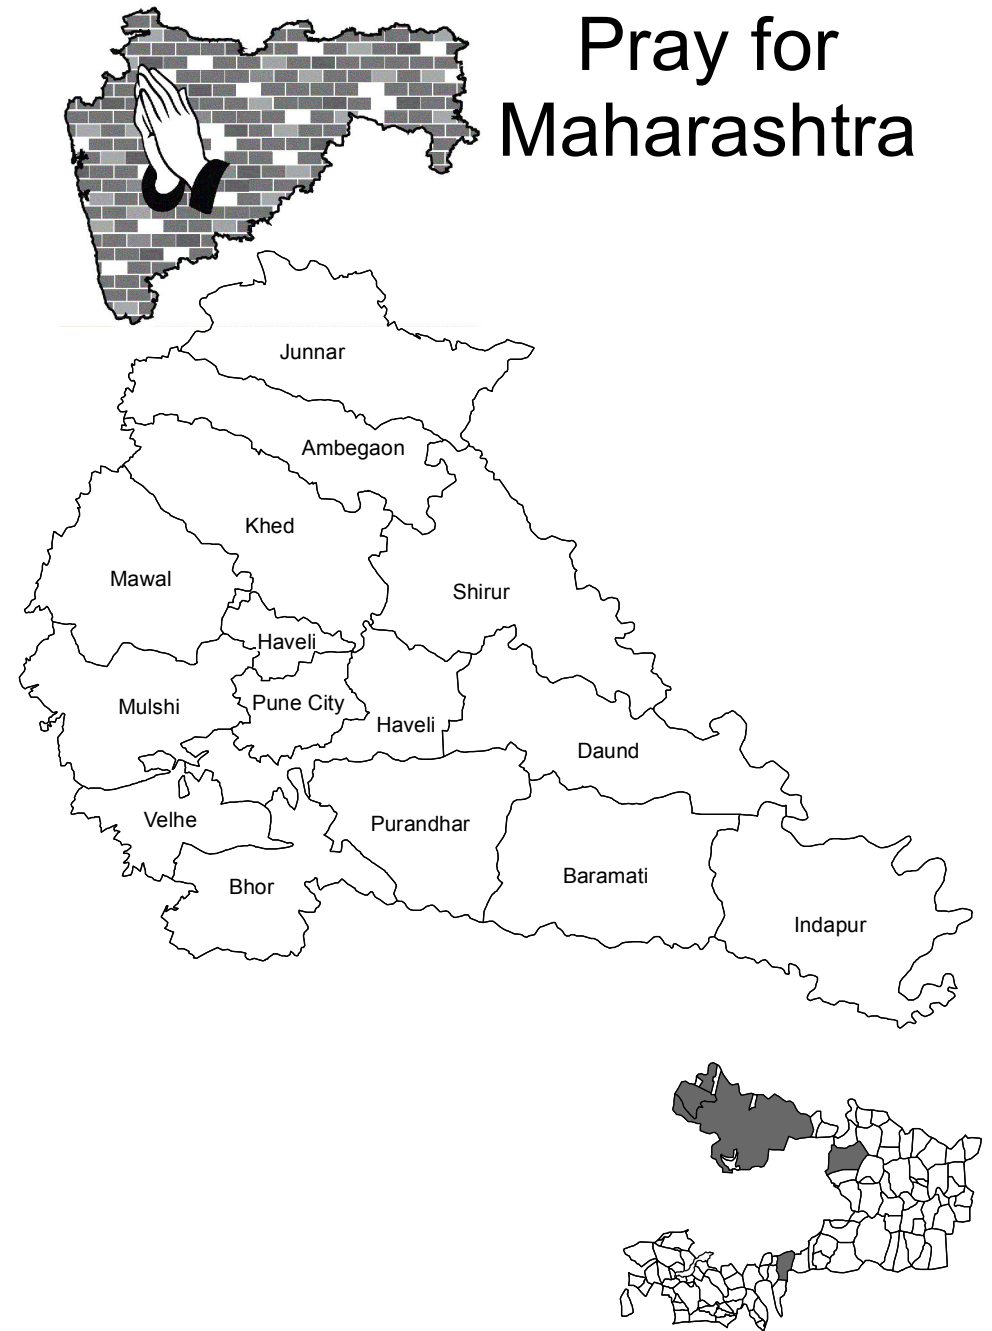 Pray for
Maharashtra
Junnar
Ambegaon
Khed
Mawal
Shirur
Haveli
Mulshi
Pune City
Haveli
Daund
Velhe
Purandhar
Baramati
Bhor
Indapur